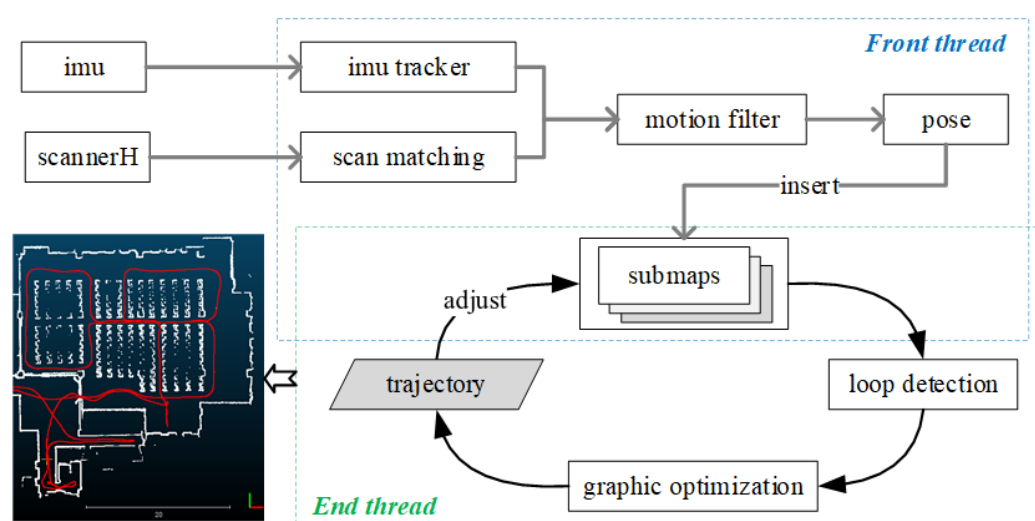 Front thread
imu
imu tracker
motion filter
pose
scannerH
scan matching
insert
submaps
adjust
trajectory
loop detection
graphic optimization
End thread
20